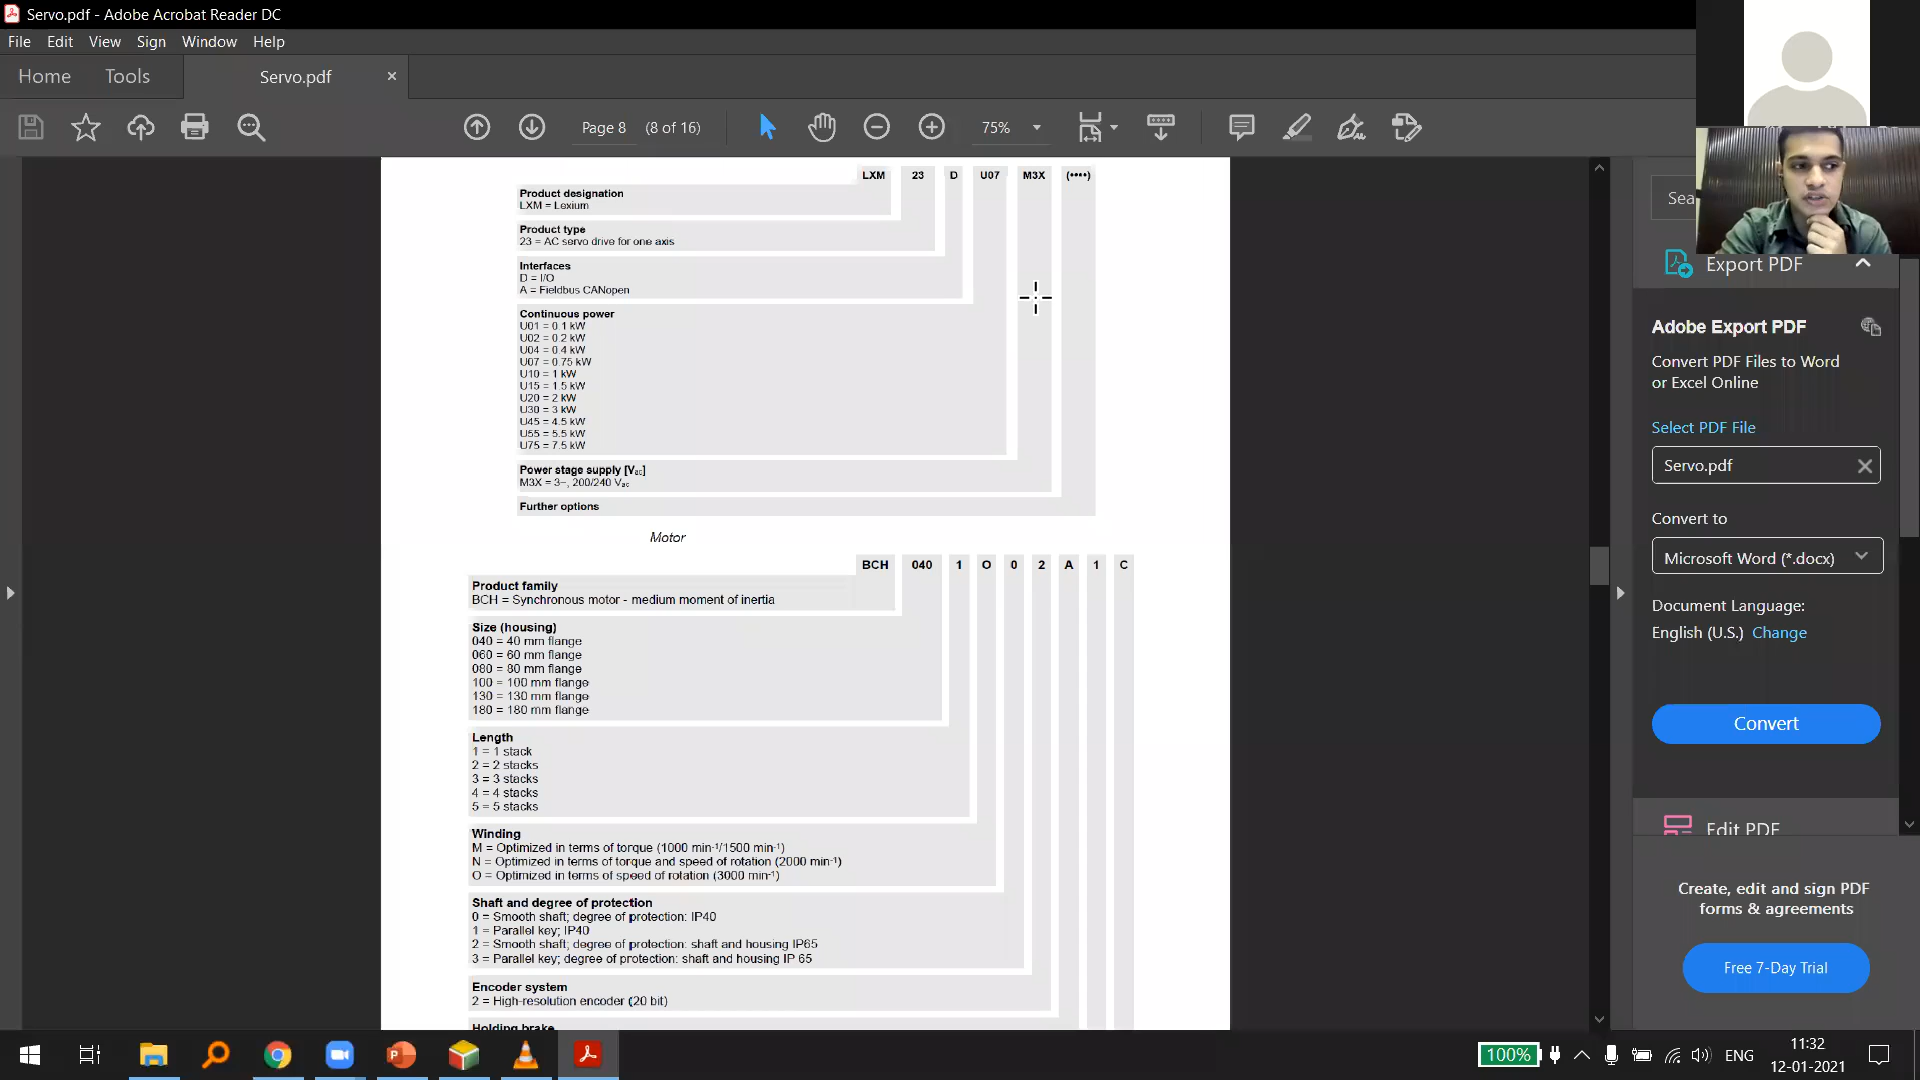 Servo.pdf - Adobe Acrobat Reader DC
File Edit View Sign Window Help
Home Tools Servo.pdf ×
Page 8 (8 of 16) 75%
LXM 23 D U07 M3X (••••)
Product designation
LXM = Lexium
Product type
23 = AC servo drive for one axis
Interfaces
D = I/O
A = Fieldbus CANopen
Continuous power
U01 = 0.1 kW
U02 = 0.2 kW
U04 = 0.4 kW
U07 = 0.75 kW
U10 = 1 kW
U15 = 1.5 kW
U20 = 2 kW
U30 = 3 kW
U45 = 4.5 kW
U55 = 5.5 kW
U75 = 7.5 kW
Power stage supply [Vac]
M3X = 3~, 200/240 Vac
Further options
Motor
BCH 040 1 O 0 2 A 1 C
Product family
BCH = Synchronous motor - medium moment of inertia
Size (housing)
040 = 40 mm flange
060 = 60 mm flange
080 = 80 mm flange
100 = 100 mm flange
130 = 130 mm flange
180 = 180 mm flange
Length
1 = 1 stack
2 = 2 stacks
3 = 3 stacks
4 = 4 stacks
5 = 5 stacks
Winding
M = Optimized in terms of torque (1000 min-1/1500 min-1)
N = Optimized in terms of torque and speed of rotation (2000 min-1)
O = Optimized in terms of speed of rotation (3000 min-1)
Shaft and degree of protection
0 = Smooth shaft; degree of protection: IP40
1 = Parallel key; IP40
2 = Smooth shaft; degree of protection: shaft and housing IP65
3 = Parallel key; degree of protection: shaft and housing IP 65
Encoder system
2 = High-resolution encoder (20 bit)
Holding brake
Sea
Export PDF
Adobe Export PDF
Convert PDF Files to Word
or Excel Online
Select PDF File
Servo.pdf
Convert to
Microsoft Word (*.docx)
Document Language:
English (U.S.) Change
Convert
Edit PDF
Create, edit and sign PDF
forms & agreements
Free 7-Day Trial
100% ENG 11:32
12-01-2021